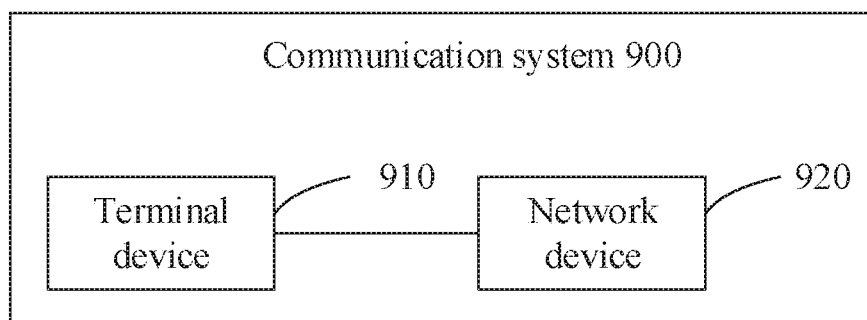 Communication system 900
910
920
Terminal
device
Network
device